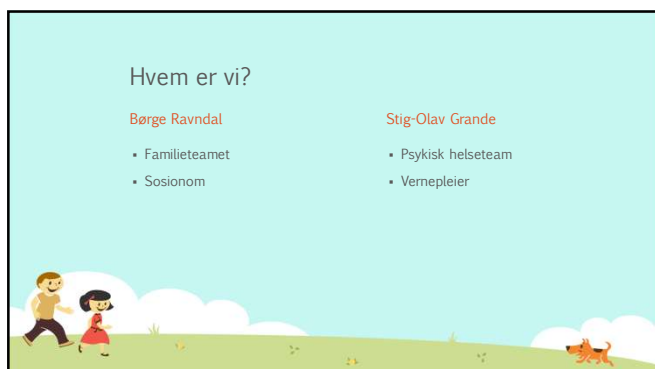 Hvem er vi?
Børge Ravndal
▪ Familieteamet
▪ Sosionom
Stig-Olav Grande
▪ Psykisk helseteam
▪ Vernepleier